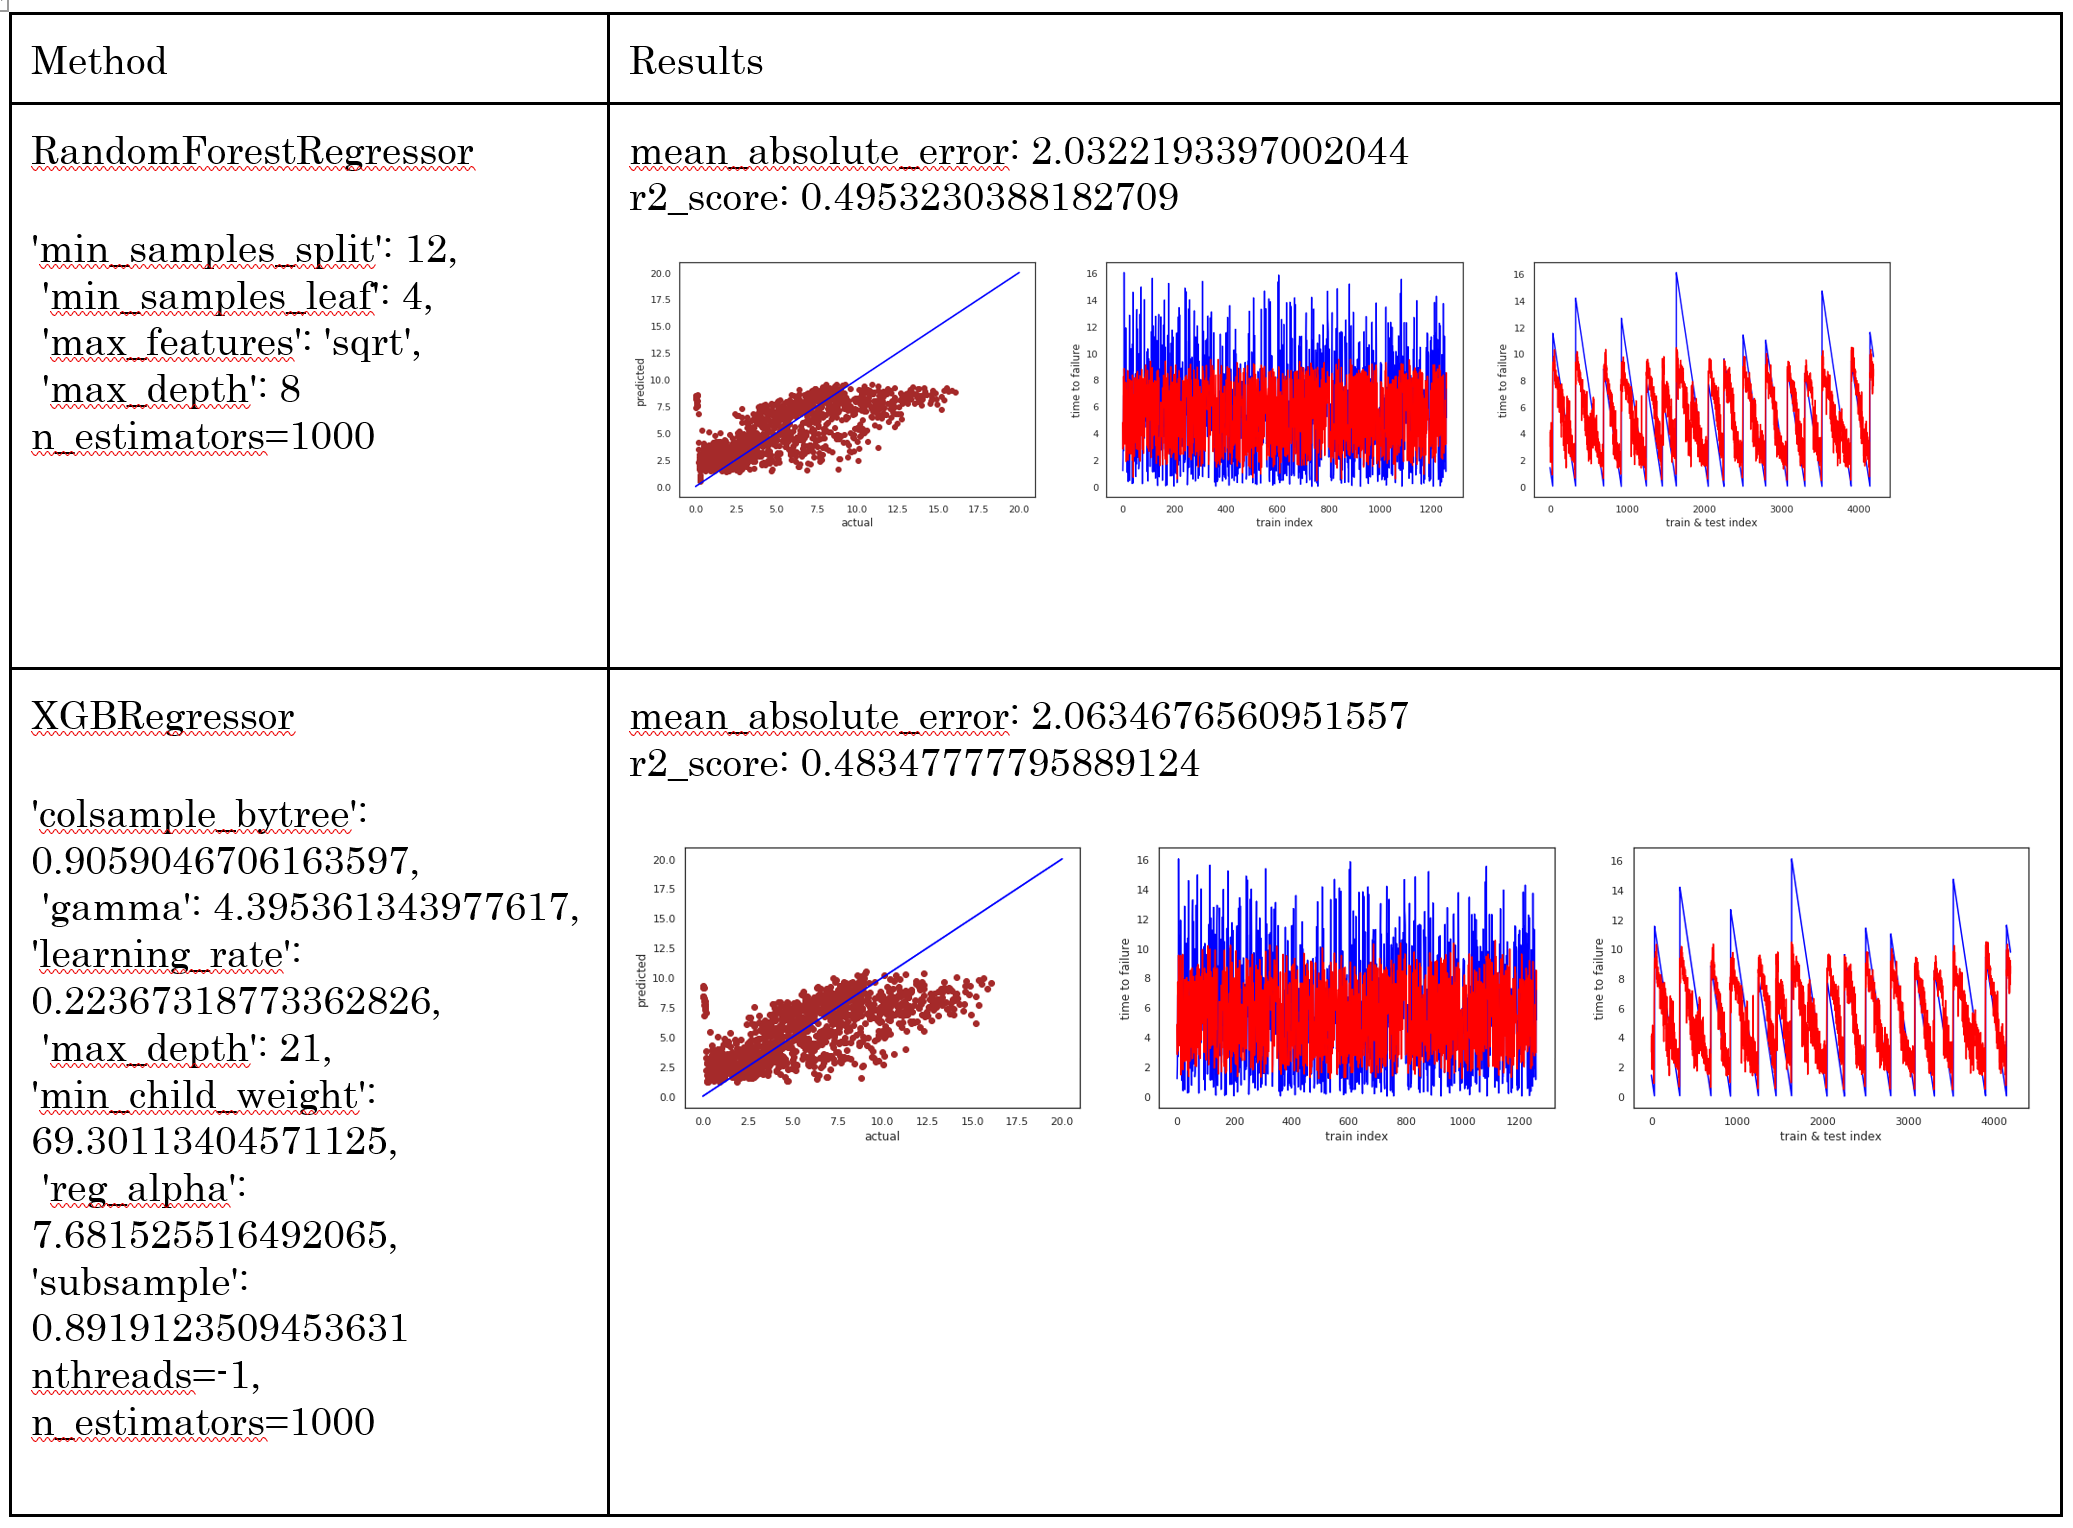 Method
Results
RandomForestRegressor
'min_samples_split': 12,
'min_samples_leaf': 4,
'max_features': 'sqrt',
'max_depth': 8
n_estimators=1000
mean_absolute_error: 2.0322193397002044
r2_score: 0.4953230388182709
20.0
17.5
15.0
12.5
10.0
7.5
5.0
2.5
0.0
predicted
0.0 2.5 5.0 7.5 10.0 12.5 15.0 17.5 20.0
actual
16
14
12
10
8
6
4
2
0
time to failure
0 200 400 600 800 1000 1200
train index
16
14
12
10
8
6
4
2
0
time to failure
0 1000 2000 3000 4000
train & test index
XGBRegressor
'colsample_bytree':
0.9059046706163597,
'gamma': 4.395361343977617,
'learning_rate':
0.22367318773362826,
'max_depth': 21,
'min_child_weight':
69.30113404571125,
'reg_alpha':
7.681525516492065,
'subsample':
0.8919123509453631
nthreads=-1,
n_estimators=1000
mean_absolute_error: 2.0634676560951557
r2_score: 0.48347777795889124
20.0
17.5
15.0
12.5
10.0
7.5
5.0
2.5
0.0
predicted
0.0 2.5 5.0 7.5 10.0 12.5 15.0 17.5 20.0
actual
16
14
12
10
8
6
4
2
0
time to failure
0 200 400 600 800 1000 1200
train index
16
14
12
10
8
6
4
2
0
time to failure
0 1000 2000 3000 4000
train & test index